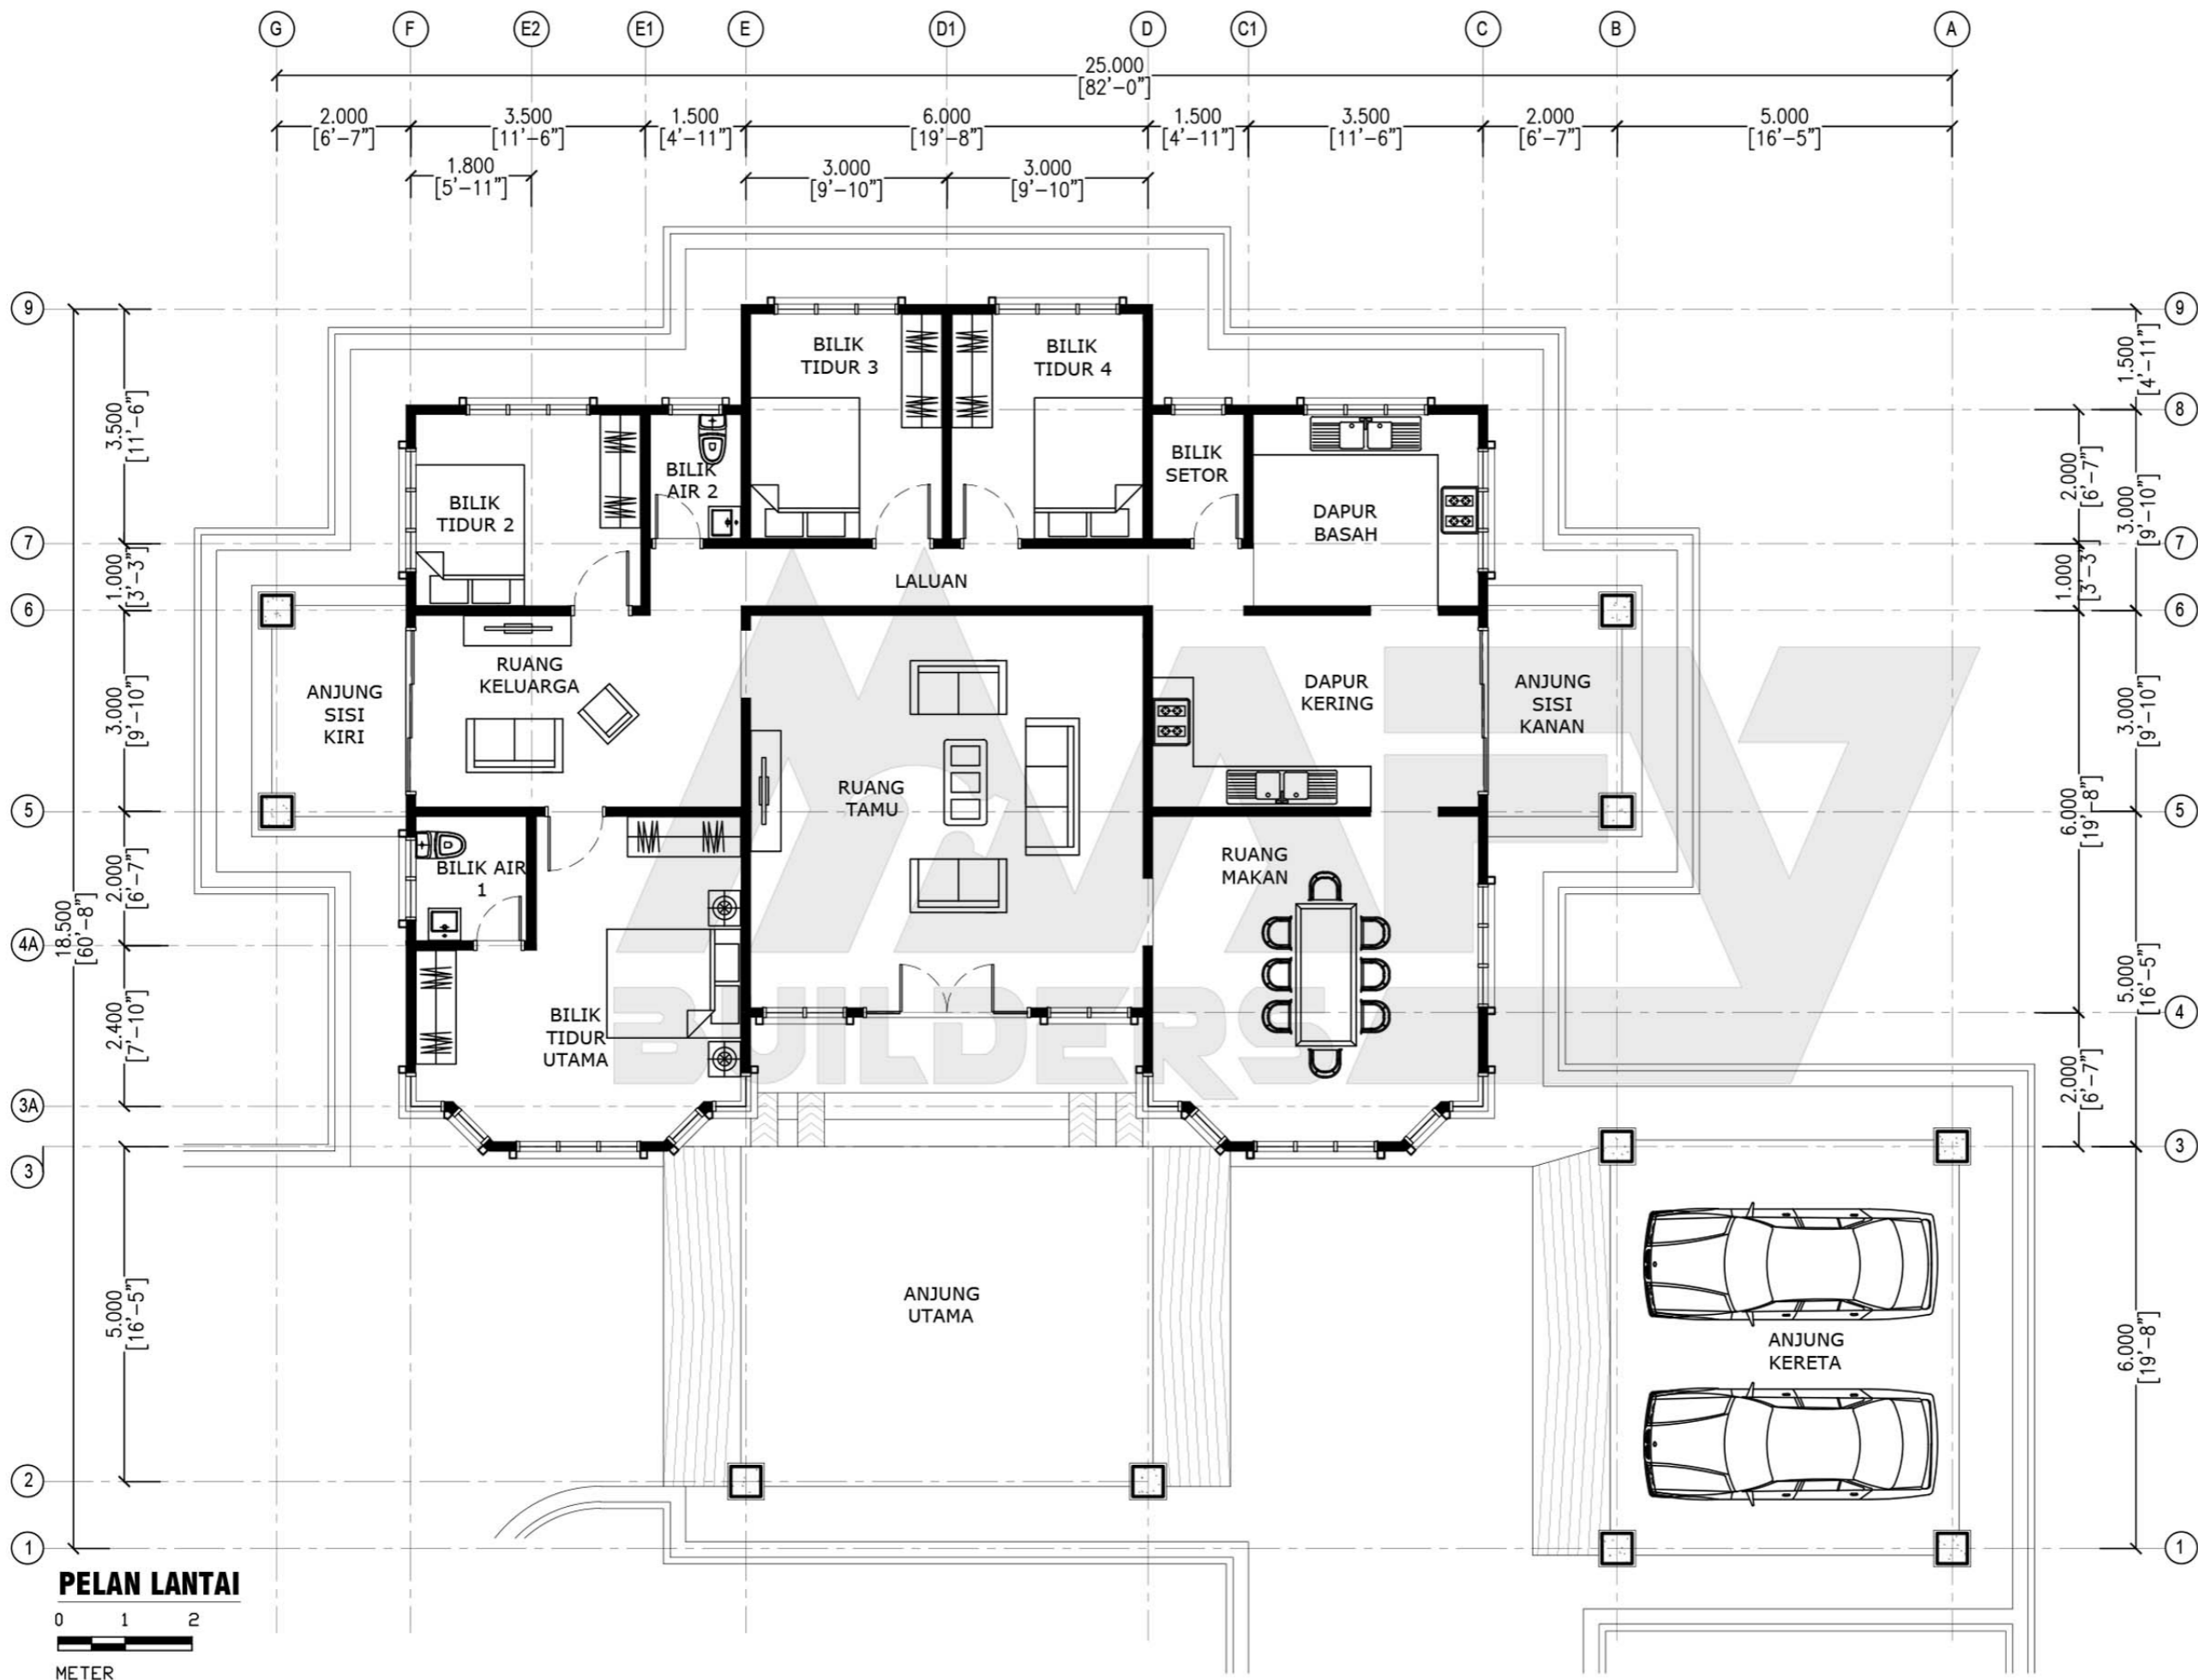 G F E2 E1 E D1 D C1 C B A
25.000
[82'-0"]
2.000 3.500 1.500 6.000 1.500 3.500 2.000 5.000
[6'-7"] [11'-6"] [4'-11"] [19'-8"] [4'-11"] [11'-6"] [6'-7"] [16'-5"]
1.800 3.000 3.000
[5'-11"] [9'-10"] [9'-10"]
9 9
1.500
[4'-11"]
BILIK
TIDUR 3
BILIK
TIDUR 4
8
3.500
[11'-6"]
BILIK
TIDUR 2
BILIK
AIR 2
BILIK
SETOR
DAPUR
BASAH
2.000
[6'-7"]
3.000
[9'-10"]
7 7
1.000
[3'-3"]
LALUAN
1.000
[3'-3"]
6 6
ANJUNG
SISI
KIRI
RUANG
KELUARGA
DAPUR
KERING
ANJUNG
SISI
KANAN
3.000
[9'-10"]
3.000
[9'-10"]
RUANG
TAMU
5 5
6.000
[19'-8"]
2.000
[6'-7"]
BILIK AIR
1
RUANG
MAKAN
18.500
[60'-8"]
4A
5.000
[16'-5"]
2.400
[7'-10"]
BILIK
TIDUR
UTAMA
BUILDERS
4
2.000
[6'-7"]
3A
3 3
5.000
[16'-5"]
ANJUNG
UTAMA
ANJUNG
KERETA
6.000
[19'-8"]
2
1 1
PELAN LANTAI
0 1 2
METER